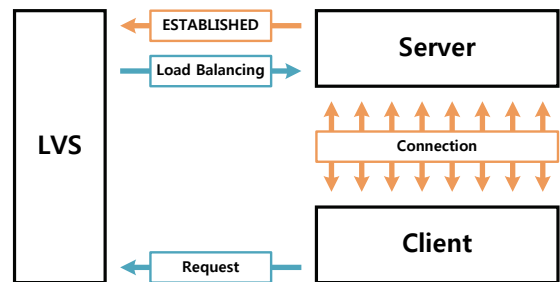 ESTABLISHED
Server
Load Balancing
LVS
Connection
Client
Request